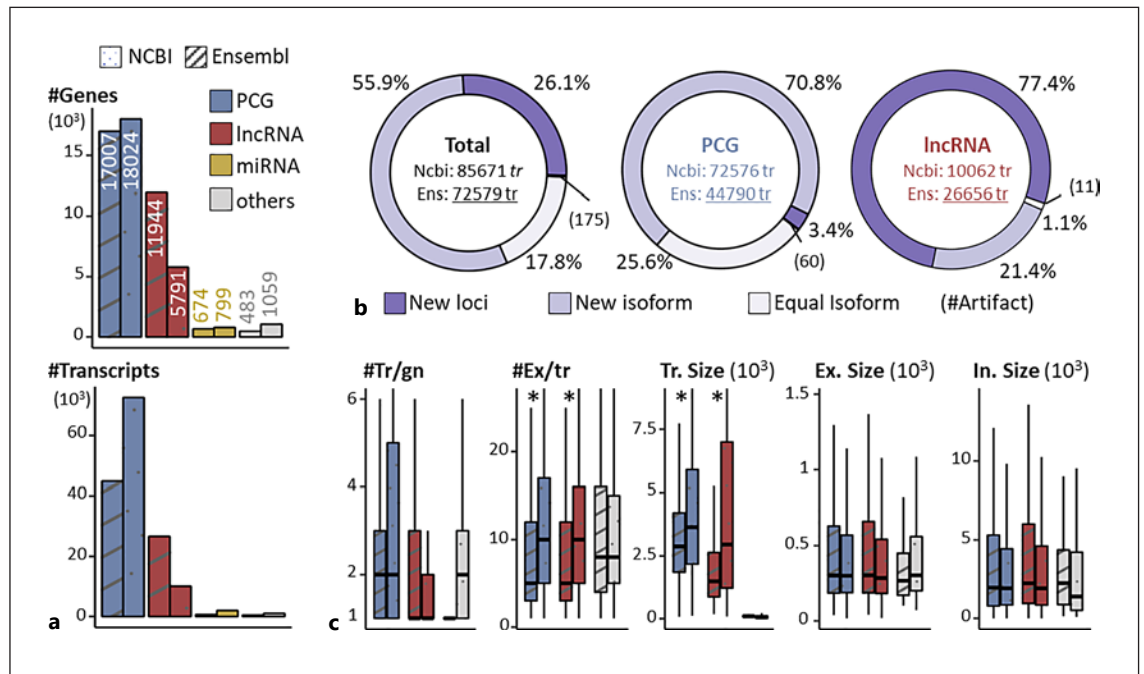 NCBI Ensembl
#Genes
(10³)
15
10
5
0
17007
18024
11944
5791
674
799
483
1059
PCG
lncRNA
miRNA
others
#Transcripts
(10³)
60
40
20
0
a
55.9%
26.1%
Total
Ncbi: 85671 tr
Ens: 72579 tr
(175)
17.8%
70.8%
PCG
Ncbi: 72576 tr
Ens: 44790 tr
3.4%
(60)
25.6%
77.4%
lncRNA
Ncbi: 10062 tr
Ens: 26656 tr
(11)
1.1%
21.4%
b
New loci New isoform Equal Isoform (#Artifact)
c
#Tr/gn
6
4
2
1
#Ex/tr
* *
20
10
0
Tr. Size (10³)
* *
7.5
5
2.5
0
Ex. Size (10³)
1.5
1
0.5
0
In. Size (10³)
10
5
0